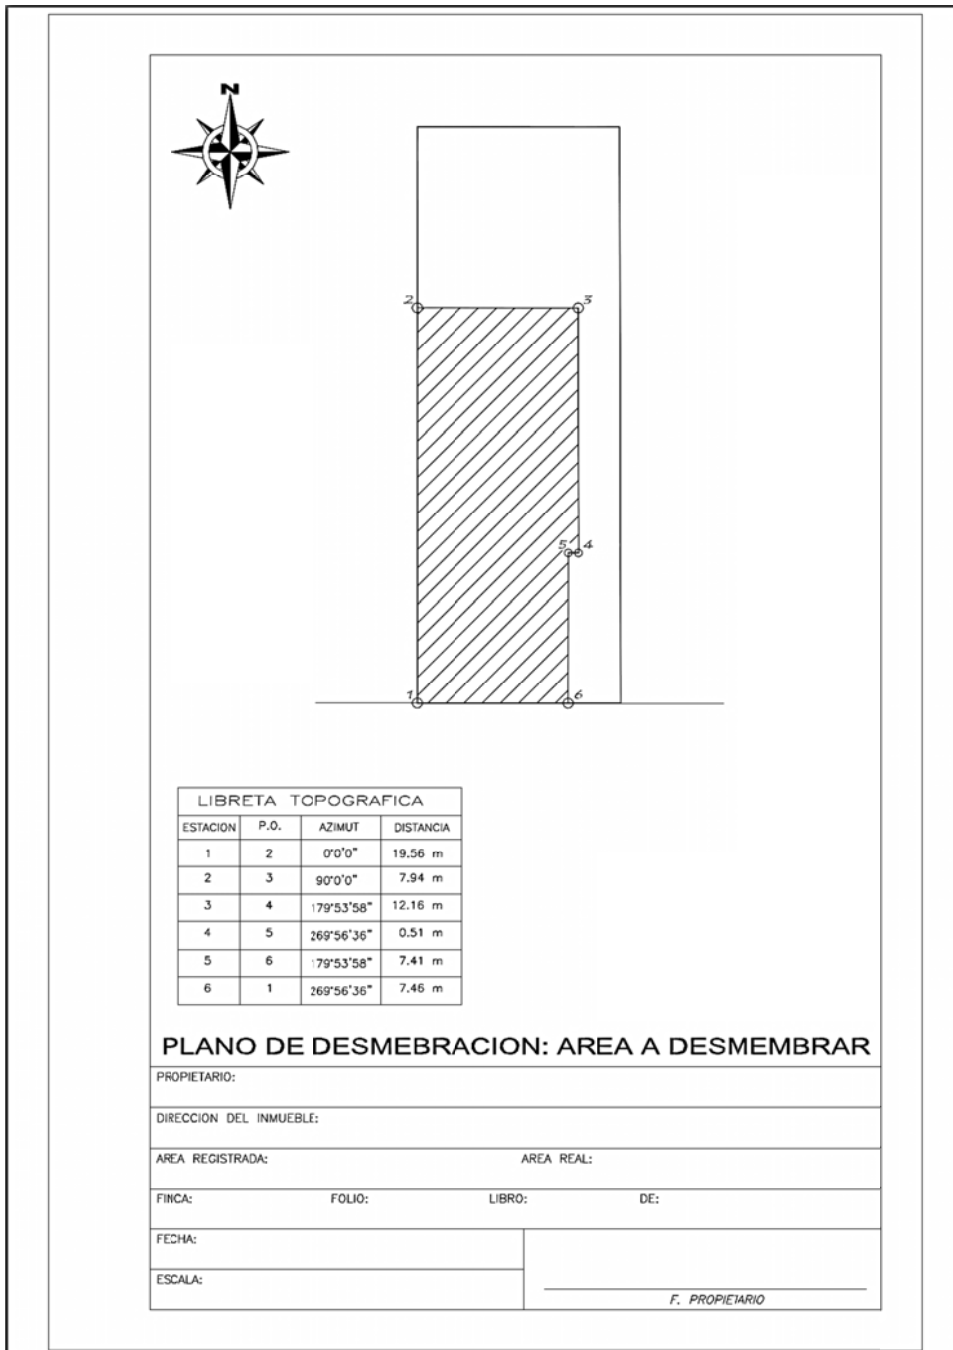 N
2 3
5 4
1 6
LIBRETA TOPOGRAFICA
ESTACION P.O. AZIMUT DISTANCIA
1 2 0°0'0" 19.56 m
2 3 90°0'0" 7.94 m
3 4 179°53'58" 12.16 m
4 5 269°56'36" 0.51 m
5 6 179°53'58" 7.41 m
6 1 269°56'36" 7.46 m
PLANO DE DESMEBRACION: AREA A DESMEMBRAR
PROPIETARIO:
DIRECCION DEL INMUEBLE:
AREA REGISTRADA: AREA REAL:
FINCA: FOLIO: LIBRO: DE:
FECHA:
ESCALA:
F. PROPIETARIO